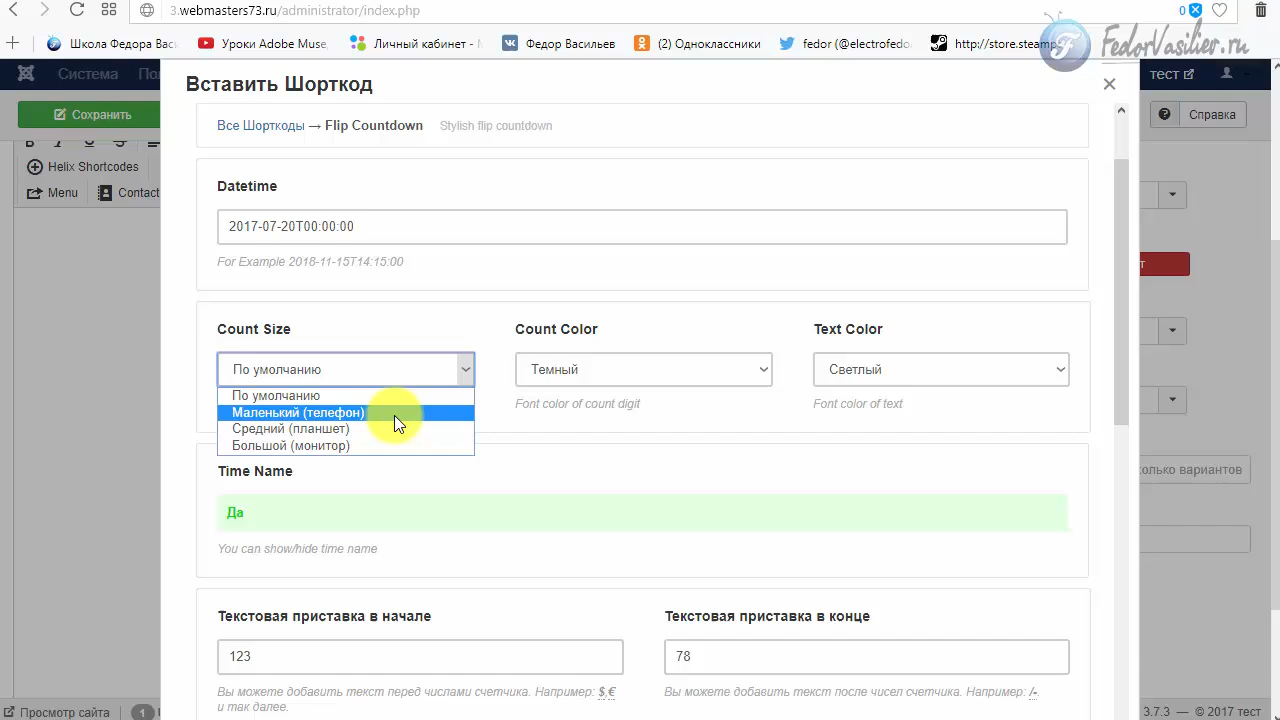 3.webmasters73.ru/administrator/index.php
0
Школа Федора Вас
Уроки Adobe Muse
Личный кабинет - М
Федор Васильев
(2) Одноклассники
fedor (@electrofedo
http://store.steamp
FedorVasiliev.ru
Система
По
тест
Вставить Шорткод
Сохранить
Справка
Все Шорткоды → Flip Countdown Stylish flip countdown
Helix Shortcodes
Menu
Contact
Datetime
2017-07-20T00:00:00
For Example 2018-11-15T14:15:00
т
Count Size
Count Color
Text Color
По умолчанию
Темный
Светлый
По умолчанию
Маленький (телефон)
Средний (планшет)
Большой (монитор)
Font color of count digit
Font color of text
Time Name
Да
You can show/hide time name
колько вариантов
Текстовая приставка в начале
Текстовая приставка в конце
123
78
Вы можете добавить текст перед числами счетчика. Например: $,€
и так далее.
Вы можете добавить текст после чисел счетчика. Например: /-
Просмотр сайта
1
3.7.3 — © 2017 тест